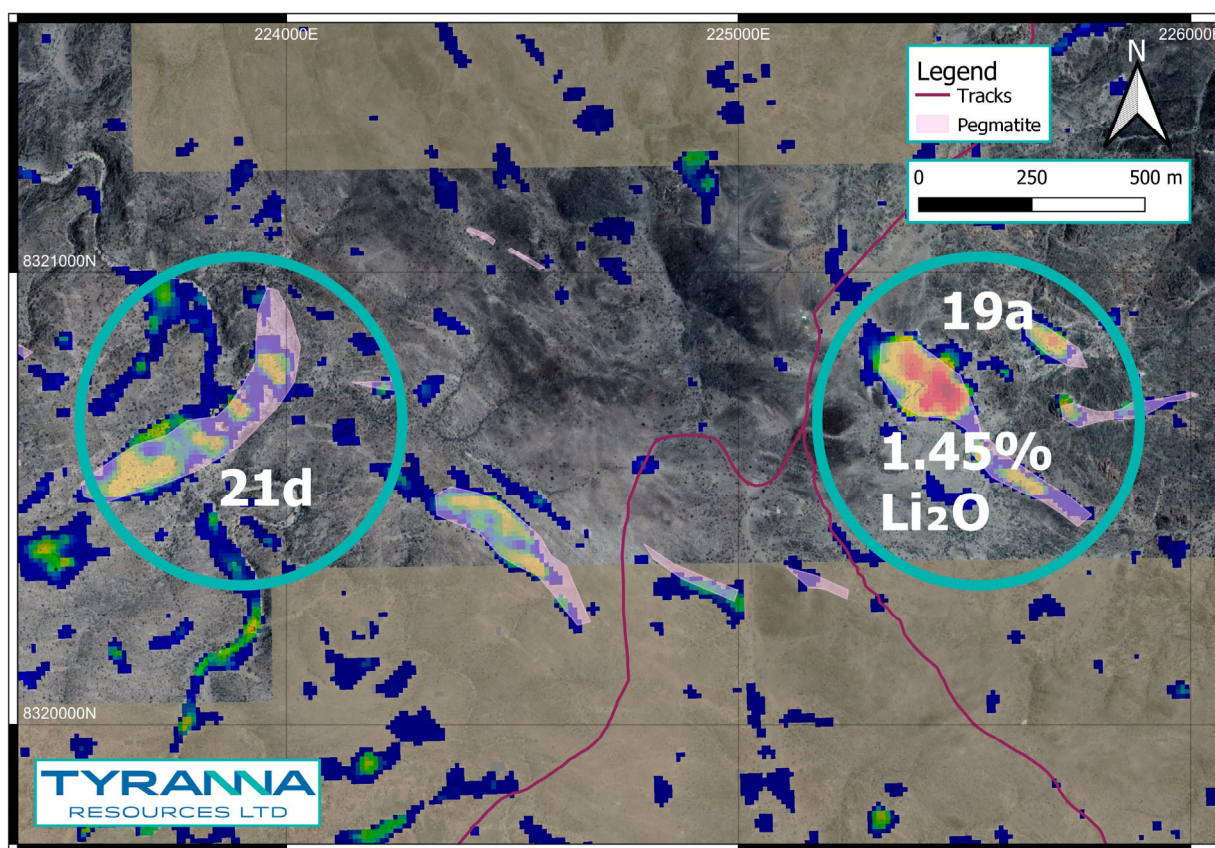 224000E
225000E
226000E
N
Legend
Tracks
Pegmatite
0 250 500 m
8321000N
19a
21d
1.45%
Li₂O
8320000N
TYRANNA
RESOURCES LTD